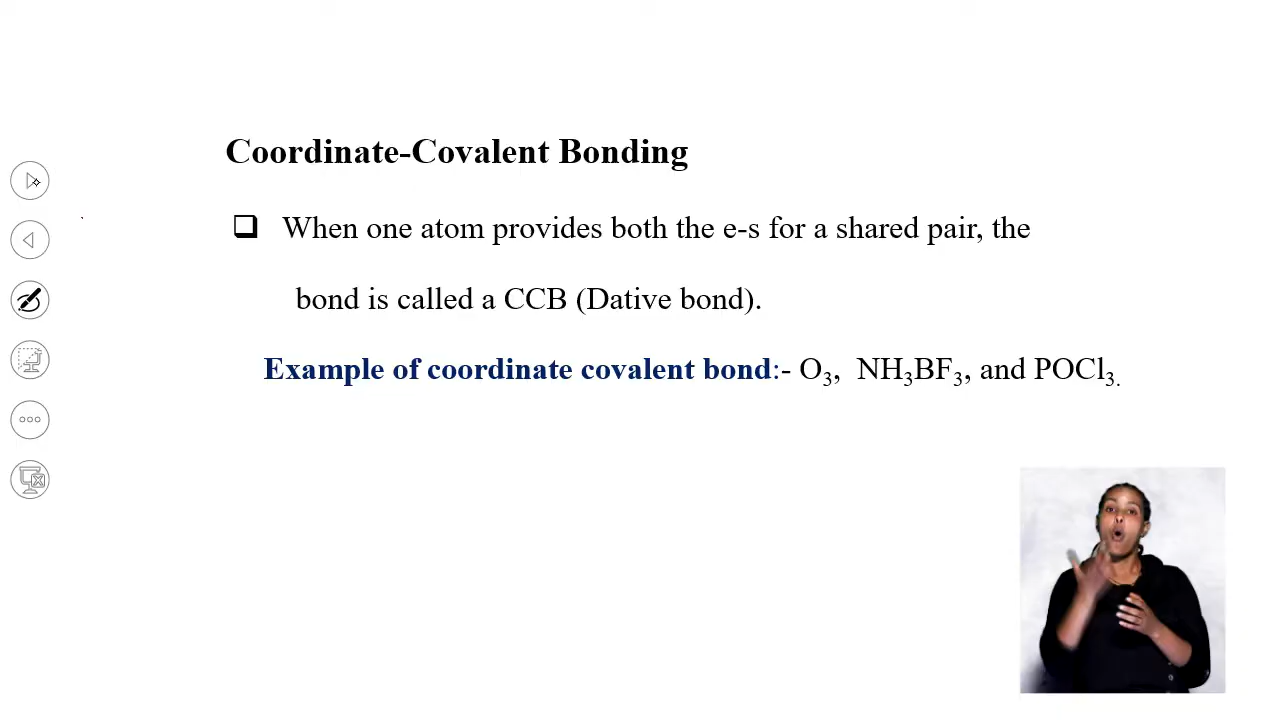 Coordinate-Covalent Bonding
❑ When one atom provides both the e-s for a shared pair, the
bond is called a CCB (Dative bond).
Example of coordinate covalent bond:- O₃, NH₃BF₃, and POCl₃.